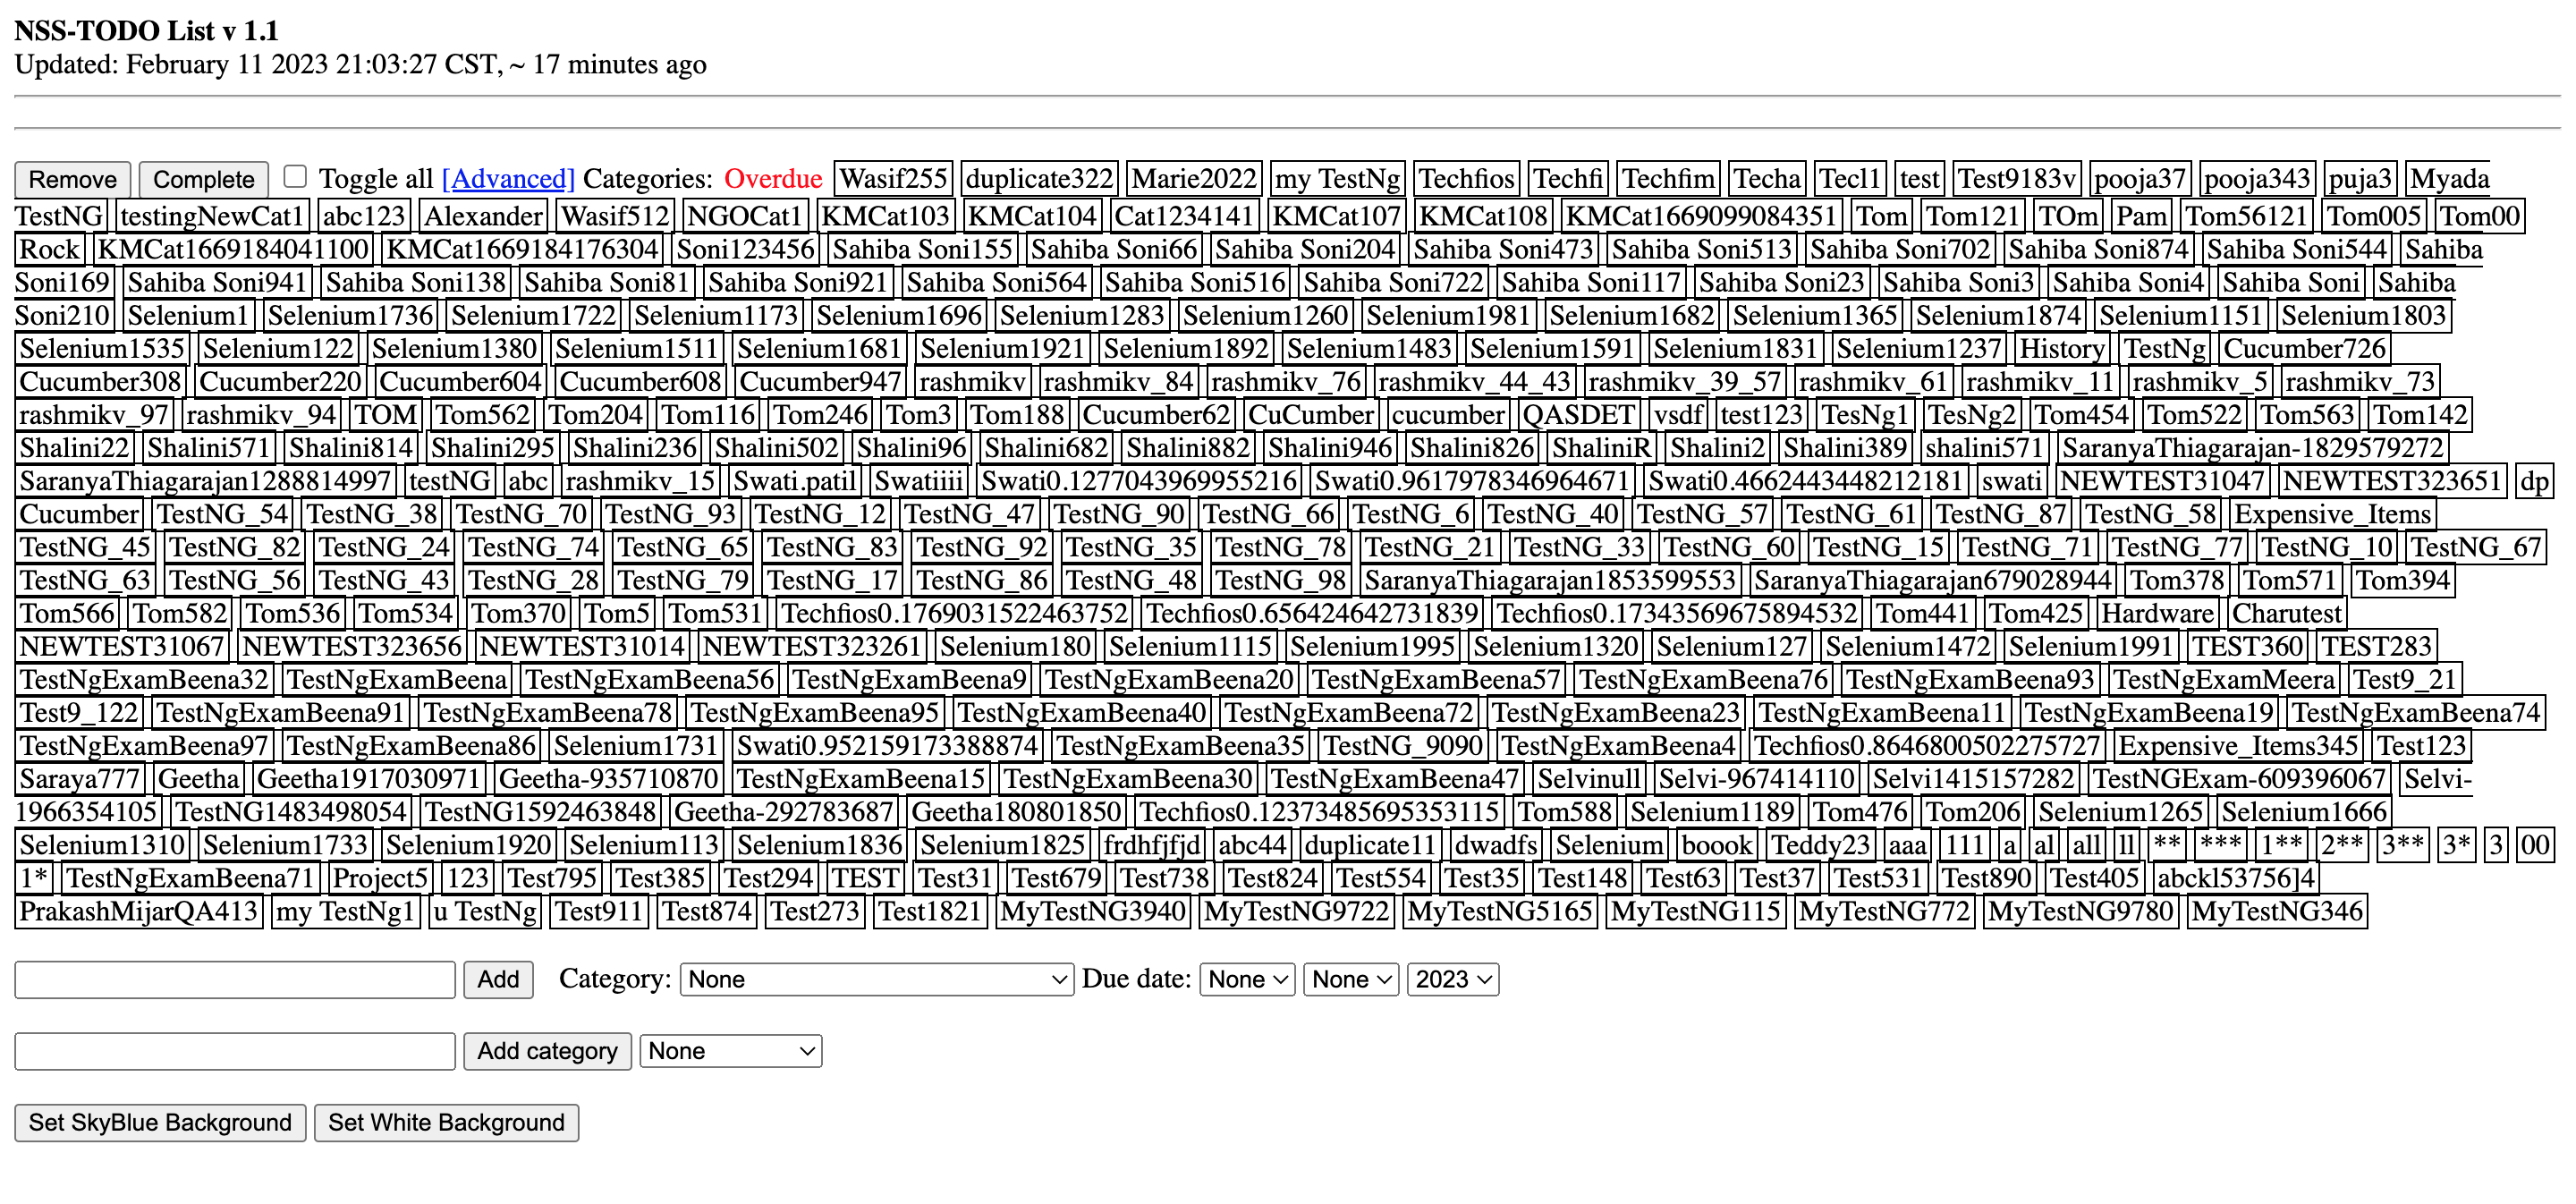 NSS-TODO List v 1.1
Updated: February 11 2023 21:03:27 CST, ~ 17 minutes ago
Remove Complete Toggle all [Advanced] Categories: Overdue Wasif255 duplicate322 Marie2022 my TestNg Techfios Techfi Techfim Techa Tecl1 test Test9183v pooja37 pooja343 puja3 Myada
TestNG testingNewCat1 abc123 Alexander Wasif512 NGOCat1 KMCat103 KMCat104 Cat1234141 KMCat107 KMCat108 KMCat1669099084351 Tom Tom121 TOm Pam Tom56121 Tom005 Tom00
Rock KMCat1669184041100 KMCat1669184176304 Soni123456 Sahiba Soni155 Sahiba Soni66 Sahiba Soni204 Sahiba Soni473 Sahiba Soni513 Sahiba Soni702 Sahiba Soni874 Sahiba Soni544 Sahiba
Soni169 Sahiba Soni941 Sahiba Soni138 Sahiba Soni81 Sahiba Soni921 Sahiba Soni564 Sahiba Soni516 Sahiba Soni722 Sahiba Soni117 Sahiba Soni23 Sahiba Soni3 Sahiba Soni4 Sahiba Soni Sahiba
Soni210 Selenium1 Selenium1736 Selenium1722 Selenium1173 Selenium1696 Selenium1283 Selenium1260 Selenium1981 Selenium1682 Selenium1365 Selenium1874 Selenium1151 Selenium1803
Selenium1535 Selenium122 Selenium1380 Selenium1511 Selenium1681 Selenium1921 Selenium1892 Selenium1483 Selenium1591 Selenium1831 Selenium1237 History TestNg Cucumber726
Cucumber308 Cucumber220 Cucumber604 Cucumber608 Cucumber947 rashmikv rashmikv_84 rashmikv_76 rashmikv_44_43 rashmikv_39_57 rashmikv_61 rashmikv_11 rashmikv_5 rashmikv_73
rashmikv_97 rashmikv_94 TOM Tom562 Tom204 Tom116 Tom246 Tom3 Tom188 Cucumber62 CuCumber cucumber QASDET vsdf test123 TesNg1 TesNg2 Tom454 Tom522 Tom563 Tom142
Shalini22 Shalini571 Shalini814 Shalini295 Shalini236 Shalini502 Shalini96 Shalini682 Shalini882 Shalini946 Shalini826 ShaliniR Shalini2 Shalini389 shalini571 SaranyaThiagarajan-1829579272
SaranyaThiagarajan1288814997 testNG abc rashmikv_15 Swati.patil Swatiiii Swati0.1277043969955216 Swati0.9617978346964671 Swati0.4662443448212181 swati NEWTEST31047 NEWTEST323651 dp
Cucumber TestNG_54 TestNG_38 TestNG_70 TestNG_93 TestNG_12 TestNG_47 TestNG_90 TestNG_66 TestNG_6 TestNG_40 TestNG_57 TestNG_61 TestNG_87 TestNG_58 Expensive_Items
TestNG_45 TestNG_82 TestNG_24 TestNG_74 TestNG_65 TestNG_83 TestNG_92 TestNG_35 TestNG_78 TestNG_21 TestNG_33 TestNG_60 TestNG_15 TestNG_71 TestNG_77 TestNG_10 TestNG_67
TestNG_63 TestNG_56 TestNG_43 TestNG_28 TestNG_79 TestNG_17 TestNG_86 TestNG_48 TestNG_98 SaranyaThiagarajan1853599553 SaranyaThiagarajan679028944 Tom378 Tom571 Tom394
Tom566 Tom582 Tom536 Tom534 Tom370 Tom5 Tom531 Techfios0.1769031522463752 Techfios0.656424642731839 Techfios0.17343569675894532 Tom441 Tom425 Hardware Charutest
NEWTEST31067 NEWTEST323656 NEWTEST31014 NEWTEST323261 Selenium180 Selenium1115 Selenium1995 Selenium1320 Selenium127 Selenium1472 Selenium1991 TEST360 TEST283
TestNgExamBeena32 TestNgExamBeena TestNgExamBeena56 TestNgExamBeena9 TestNgExamBeena20 TestNgExamBeena57 TestNgExamBeena76 TestNgExamBeena93 TestNgExamMeera Test9_21
Test9_122 TestNgExamBeena91 TestNgExamBeena78 TestNgExamBeena95 TestNgExamBeena40 TestNgExamBeena72 TestNgExamBeena23 TestNgExamBeena11 TestNgExamBeena19 TestNgExamBeena74
TestNgExamBeena97 TestNgExamBeena86 Selenium1731 Swati0.952159173388874 TestNgExamBeena35 TestNG_9090 TestNgExamBeena4 Techfios0.8646800502275727 Expensive_Items345 Test123
Saraya777 Geetha Geetha1917030971 Geetha-935710870 TestNgExamBeena15 TestNgExamBeena30 TestNgExamBeena47 Selvinull Selvi-967414110 Selvi1415157282 TestNGExam-609396067 Selvi-
1966354105 TestNG1483498054 TestNG1592463848 Geetha-292783687 Geetha180801850 Techfios0.12373485695353115 Tom588 Selenium1189 Tom476 Tom206 Selenium1265 Selenium1666
Selenium1310 Selenium1733 Selenium1920 Selenium113 Selenium1836 Selenium1825 frdhfjfjd abc44 duplicate11 dwadfs Selenium boook Teddy23 aaa 111 a al all ll ** *** 1** 2** 3** 3* 3 00
1* TestNgExamBeena71 Project5 123 Test795 Test385 Test294 TEST Test31 Test679 Test738 Test824 Test554 Test35 Test148 Test63 Test37 Test531 Test890 Test405 abckl53756]4
PrakashMijarQA413 my TestNg1 u TestNg Test911 Test874 Test273 Test1821 MyTestNG3940 MyTestNG9722 MyTestNG5165 MyTestNG115 MyTestNG772 MyTestNG9780 MyTestNG346
Add Category: None Due date: None None 2023
Add category None
Set SkyBlue Background Set White Background